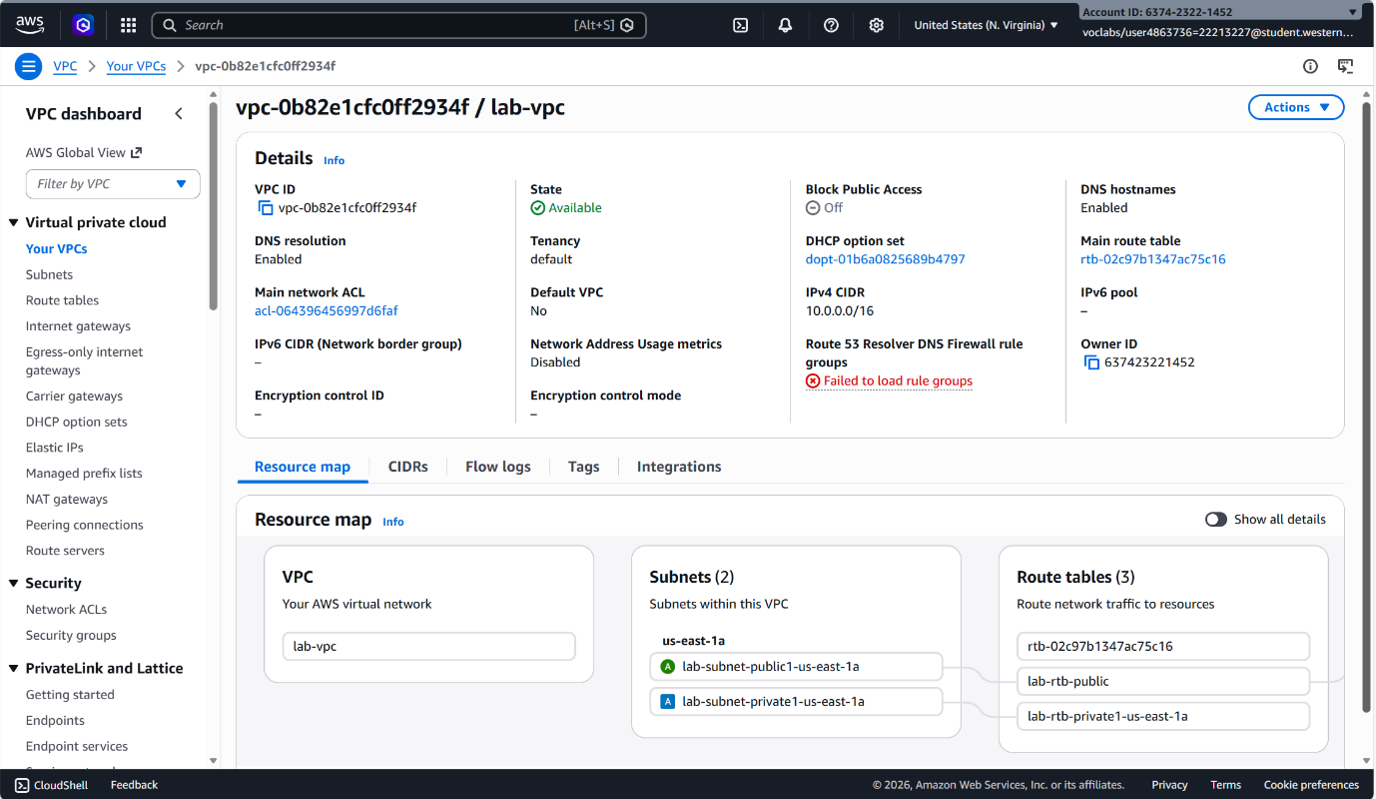 aws
Search
[Alt+S]
United States (N. Virginia)
Account ID: 6374-2322-1452
voclabs/user4863736=22213227@student.western...
VPC
Your VPCs
vpc-0b82e1cfc0ff2934f
VPC dashboard
AWS Global View
Filter by VPC
Virtual private cloud
Your VPCs
Subnets
Route tables
Internet gateways
Egress-only internet
gateways
Carrier gateways
DHCP option sets
Elastic IPs
Managed prefix lists
NAT gateways
Peering connections
Route servers
Security
Network ACLs
Security groups
PrivateLink and Lattice
Getting started
Endpoints
Endpoint services
vpc-0b82e1cfc0ff2934f / lab-vpc
Actions
Details Info
VPC ID
vpc-0b82e1cfc0ff2934f
State
Available
Block Public Access
Off
DNS hostnames
Enabled
DNS resolution
Enabled
Tenancy
default
DHCP option set
dopt-01b6a0825689b4797
Main route table
rtb-02c97b1347ac75c16
Main network ACL
acl-064396456997d6faf
Default VPC
No
IPv4 CIDR
10.0.0.0/16
IPv6 pool
–
IPv6 CIDR (Network border group)
–
Network Address Usage metrics
Disabled
Route 53 Resolver DNS Firewall rule
groups
Failed to load rule groups
Owner ID
637423221452
Encryption control ID
–
Encryption control mode
–
Resource map
CIDRs
Flow logs
Tags
Integrations
Resource map Info
Show all details
VPC
Your AWS virtual network
lab-vpc
Subnets (2)
Subnets within this VPC
us-east-1a
A lab-subnet-public1-us-east-1a
A lab-subnet-private1-us-east-1a
Route tables (3)
Route network traffic to resources
rtb-02c97b1347ac75c16
lab-rtb-public
lab-rtb-private1-us-east-1a
CloudShell
Feedback
© 2026, Amazon Web Services, Inc. or its affiliates.
Privacy
Terms
Cookie preferences